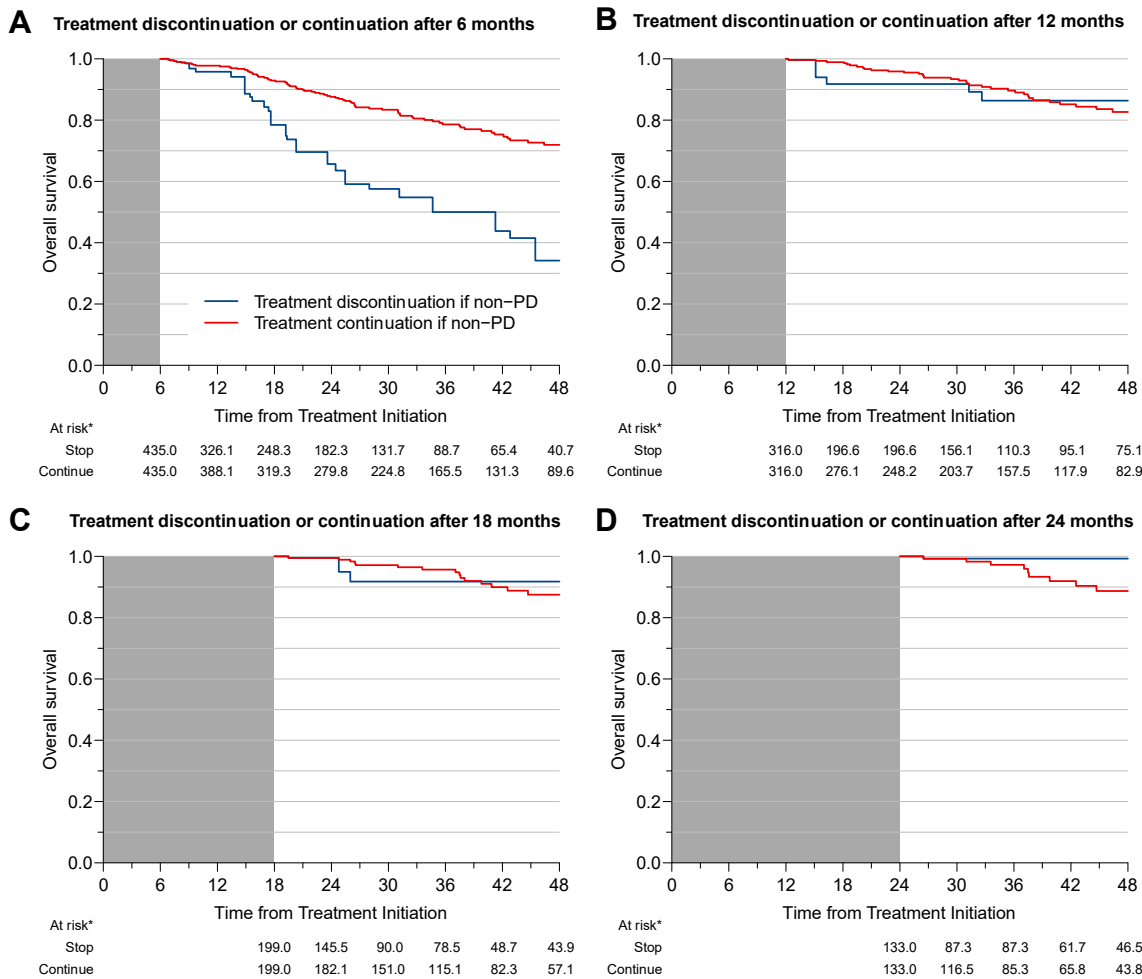 A Treatment discontinuation or continuation after 6 months
1.0
0.8
0.6
0.4
0.2
0.0
Overall survival
Treatment discontinuation if non−PD
Treatment continuation if non−PD
0 6 12 18 24 30 36 42 48
Time from Treatment Initiation
At risk*
Stop 435.0 326.1 248.3 182.3 131.7 88.7 65.4 40.7
Continue 435.0 388.1 319.3 279.8 224.8 165.5 131.3 89.6
B Treatment discontinuation or continuation after 12 months
1.0
0.8
0.6
0.4
0.2
0.0
Overall survival
0 6 12 18 24 30 36 42 48
Time from Treatment Initiation
At risk*
Stop 316.0 196.6 196.6 156.1 110.3 95.1 75.1
Continue 316.0 276.1 248.2 203.7 157.5 117.9 82.9
C Treatment discontinuation or continuation after 18 months
1.0
0.8
0.6
0.4
0.2
0.0
Overall survival
0 6 12 18 24 30 36 42 48
Time from Treatment Initiation
At risk*
Stop 199.0 145.5 90.0 78.5 48.7 43.9
Continue 199.0 182.1 151.0 115.1 82.3 57.1
D Treatment discontinuation or continuation after 24 months
1.0
0.8
0.6
0.4
0.2
0.0
Overall survival
0 6 12 18 24 30 36 42 48
Time from Treatment Initiation
At risk*
Stop 133.0 87.3 87.3 61.7 46.5
Continue 133.0 116.5 85.3 65.8 43.8